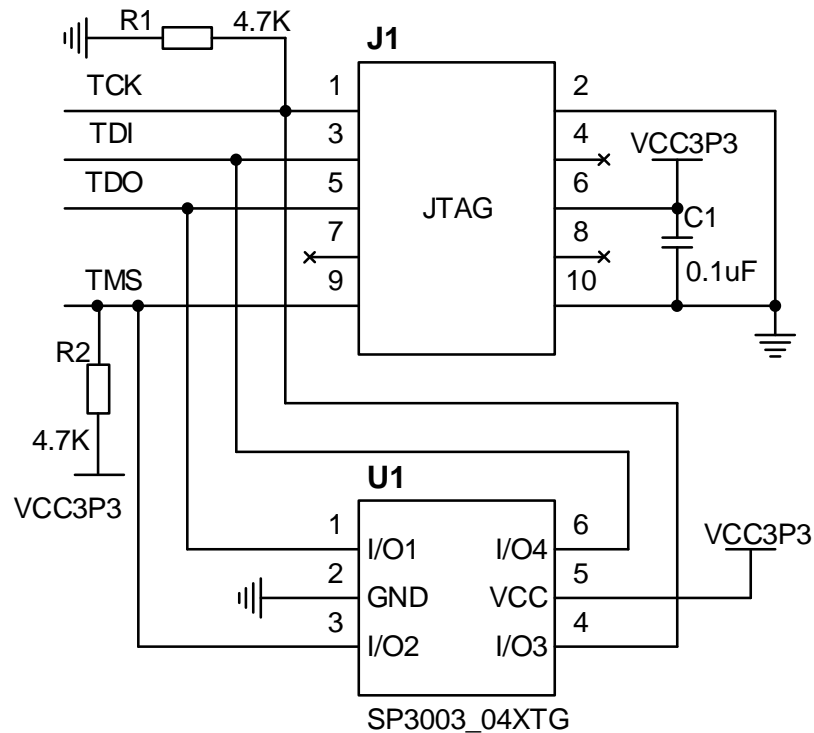 R1 4.7K
J1
TCK 1 2
TDI 3 4 VCC3P3
TDO 5 6
JTAG C1
7 8
0.1uF
TMS 9 10
R2
4.7K
VCC3P3
U1
1 I/O1 I/O4 6
VCC3P3
2 GND VCC 5
3 I/O2 I/O3 4
SP3003_04XTG